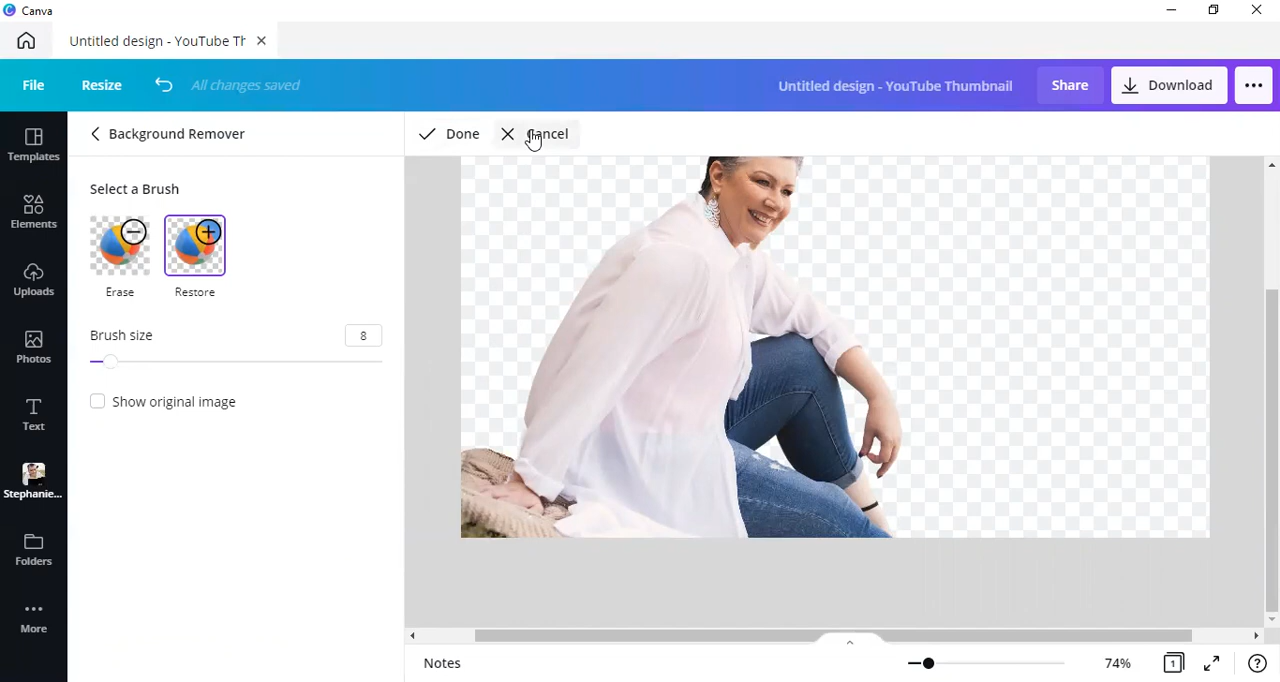 Canva
Untitled design - YouTube Th
File
Resize
All changes saved
Untitled design - YouTube Thumbnail
Share
Download
Templates
Elements
Uploads
Photos
Text
Stephanie...
Folders
More
Background Remover
Done
Cancel
Select a Brush
Erase
Restore
Brush size
8
Show original image
Notes
74%
1
?